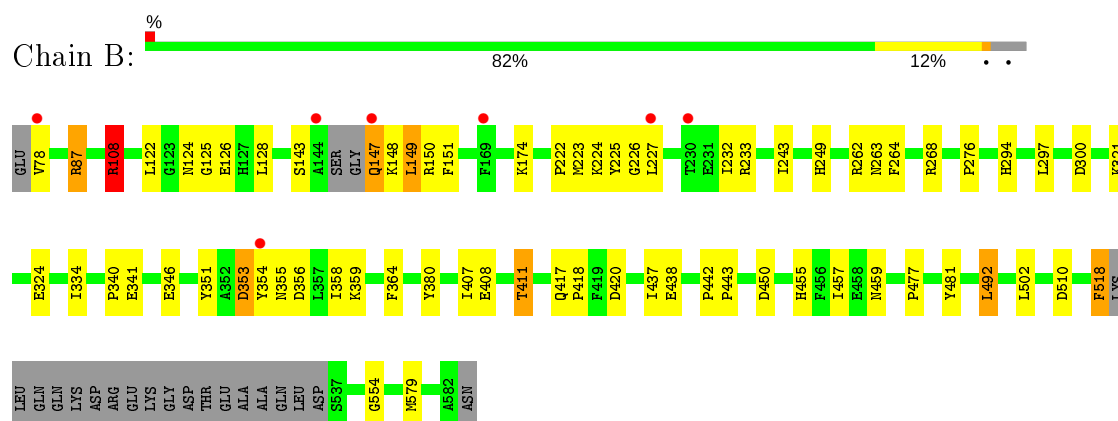 %
Chain B:
82% 12% • •
GLU V78 R87 R108 L122 G123 N124 G125 E126 H127 L128 S143 A144 SER GLY Q147 K148 L149 R150 F151 F169 K174 P222 M223 K224 Y225 G226 L227 T230 E231 I232 R233 I243 H249 R262 N263 F264 R268 P276 H294 L297 D300 K321
E324 I334 P340 E341 E346 Y351 A352 D353 Y354 N355 D356 L357 I358 K359 F364 Y380 I407 E408 T411 Q417 P418 F419 D420 I437 E438 P442 P443 D450 H455 F456 I457 E458 N459 P477 Y481 L492 L502 D510 F518 LYS
LEU GLN GLN LYS ASP ARG GLU LYS GLY ASP THR GLU ALA ALA GLN LEU ASP S537 G554 M579 A582 ASN